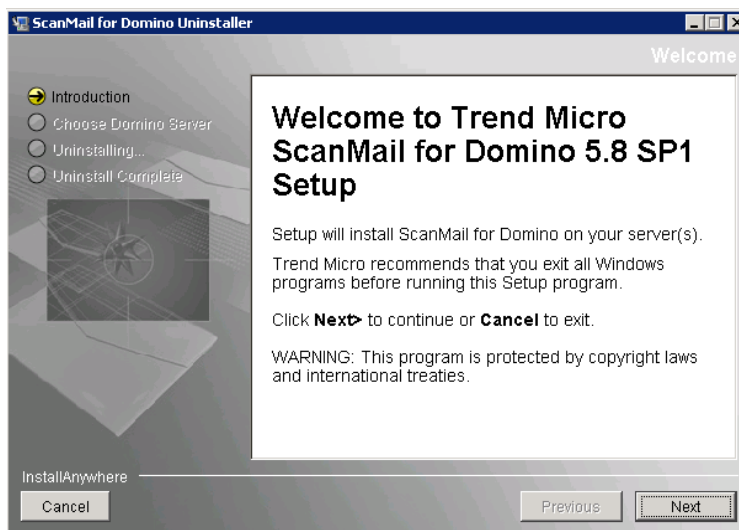 ScanMail for Domino Uninstaller
Welcome
Introduction
Choose Domino Server
Uninstalling...
Uninstall Complete
Welcome to Trend Micro
ScanMail for Domino 5.8 SP1
Setup
Setup will install ScanMail for Domino on your server(s).
Trend Micro recommends that you exit all Windows
programs before running this Setup program.
Click Next> to continue or Cancel to exit.
WARNING: This program is protected by copyright laws
and international treaties.
InstallAnywhere
Cancel
Previous
Next